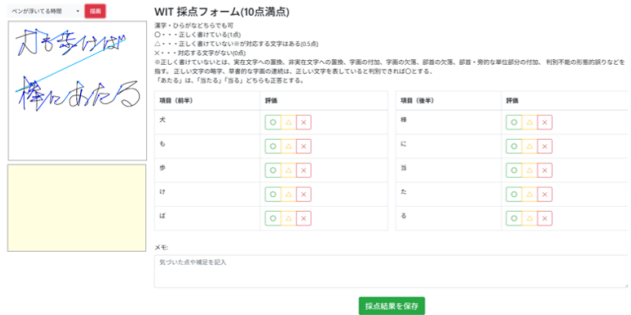 ペンが浮いてる時間 描画
犬も歩けば
棒にあたる
WIT 採点フォーム(10点満点)
漢字・ひらがなどちらでも可
〇・・・正しく書けている(1点)
△・・・正しく書けていない※が対応する文字はある(0.5点)
×・・・対応する文字がない(0点)
※正しく書けていないとは、実在文字への置換、非実在文字への置換、字画の付加、字画の欠落、部首の欠落、部首・旁的な単位部分の付加、判別不能の形態的誤りなどを
指す。正しい文字の略字、草書的な字画の連続は、正しい文字を表していると判別できれば〇とする。
「あたる」は、「当たる」「当る」どちらも正答とする。
項目(前半) 評価 項目(後半) 評価
犬 ○ △ × 棒 ○ △ ×
も ○ △ × に ○ △ ×
歩 ○ △ × 当 ○ △ ×
け ○ △ × た ○ △ ×
ば ○ △ × る ○ △ ×
メモ:
気づいた点や補足を記入
採点結果を保存